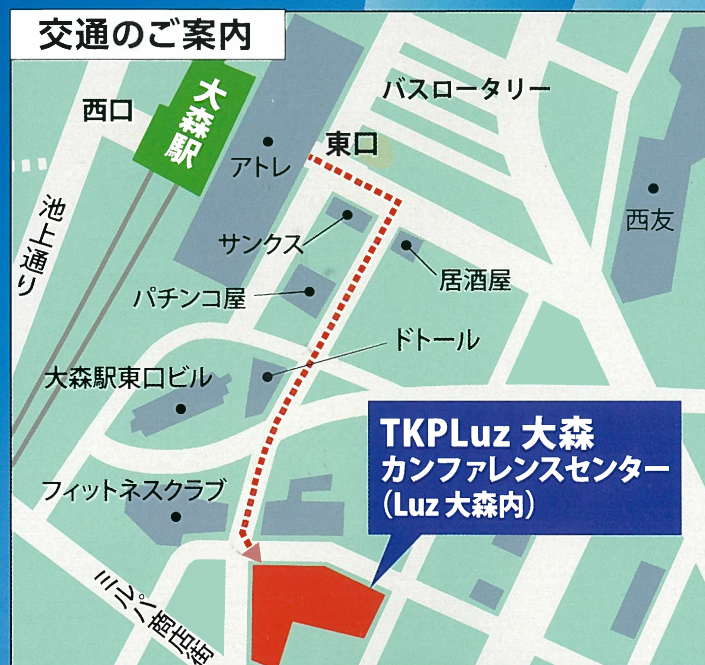 交通のご案内
バスロータリー
大森駅
西口
東口
アトレ
池上通り
西友
サンクス
居酒屋
パチンコ屋
ドトール
大森駅東口ビル
TKPLuz 大森
カンファレンスセンター
(Luz 大森内)
フィットネスクラブ
ミルパ商店街